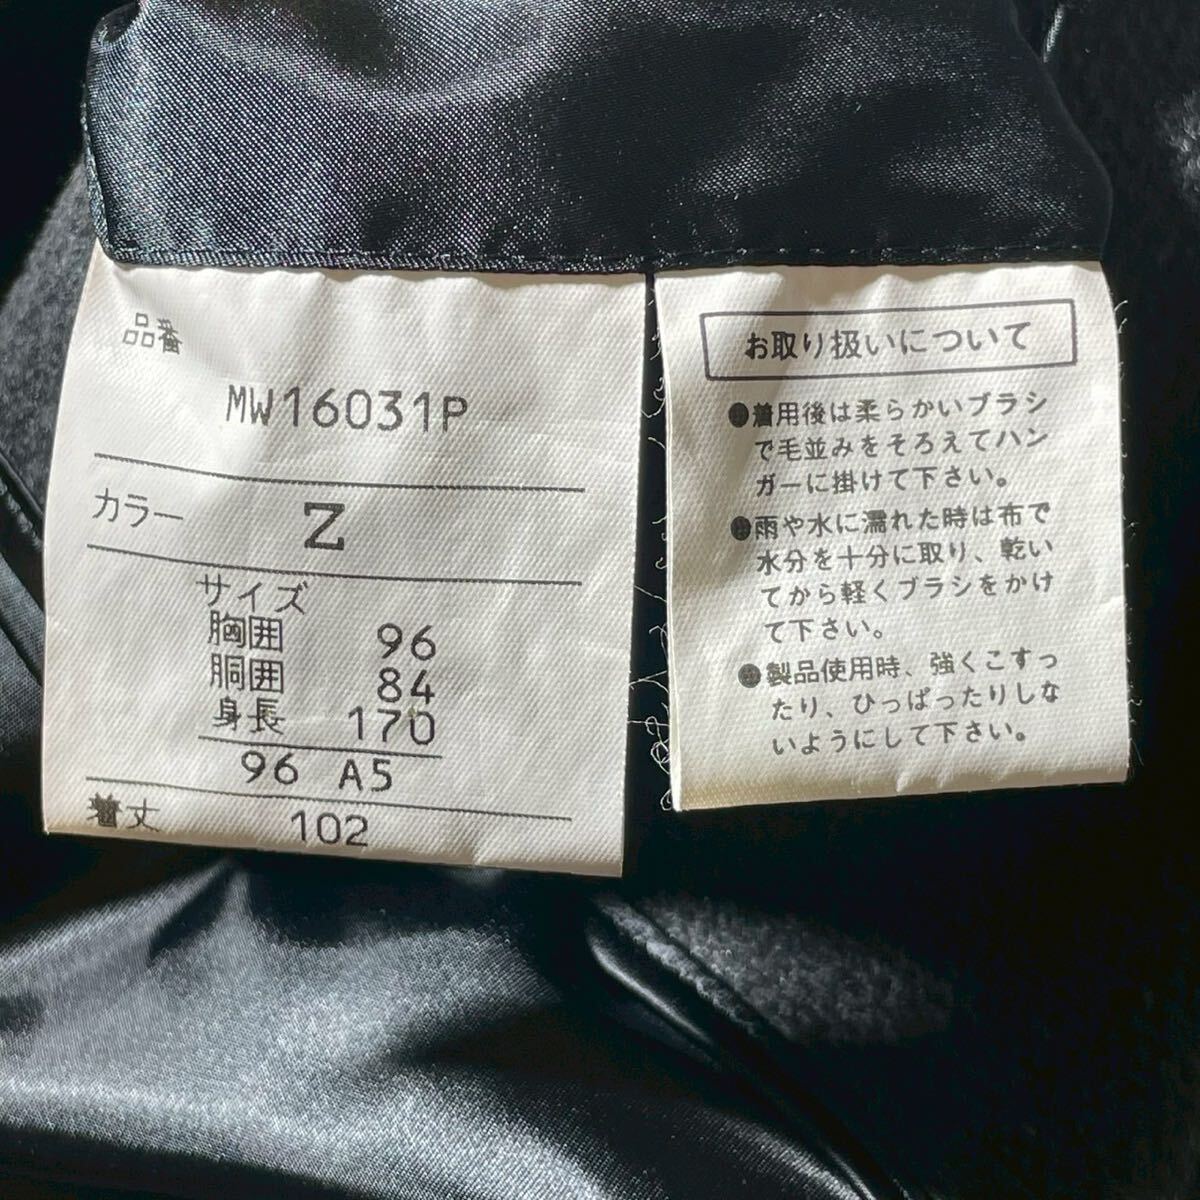 品番
MW16031P
カラー Z
サイズ
胸囲 96
胴囲 84
身長 170
96 A5
着丈 102
お取り扱いについて
●着用後は柔らかいブラシ
で毛並みをそろえてハン
ガーに掛けて下さい。
●雨や水に濡れた時は布で
水分を十分に取り、乾い
てから軽くブラシをかけ
て下さい。
●製品使用時、強くこすっ
たり、ひっぱったりしな
いようにして下さい。